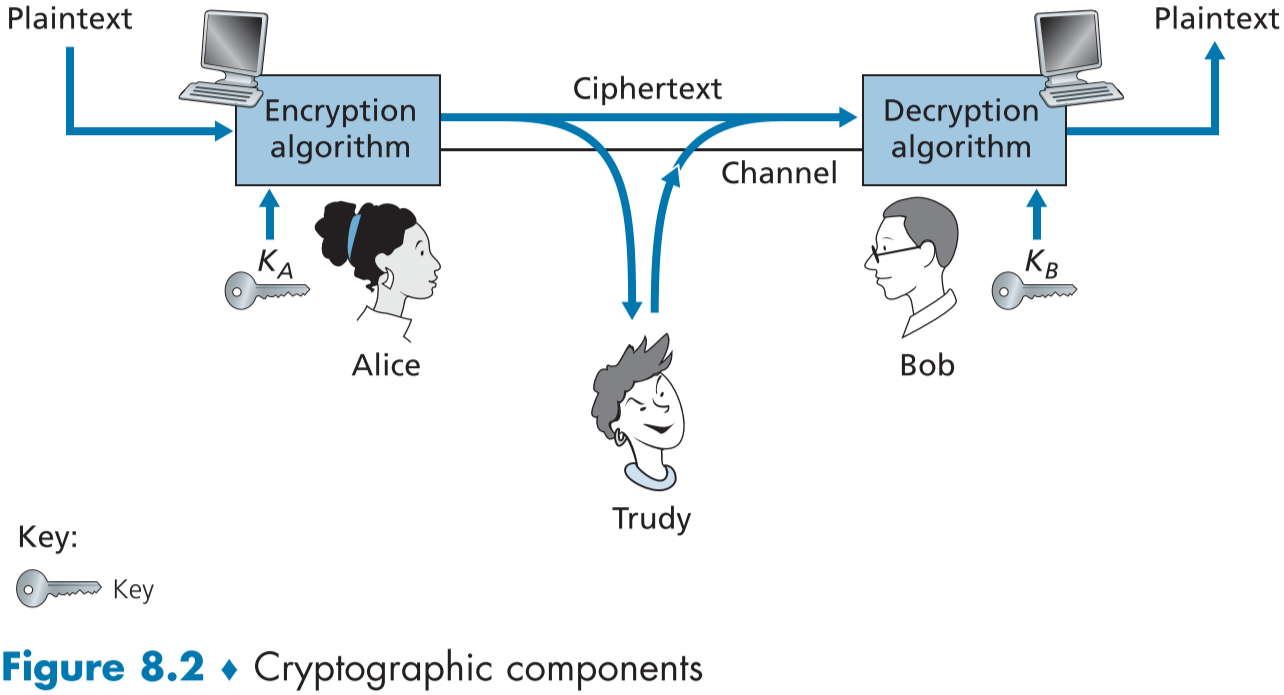 Plaintext
Plaintext
Ciphertext
Encryption
algorithm
Decryption
algorithm
Channel
K_A
K_B
Alice
Bob
Trudy
Key:
Key
Figure 8.2 ♦ Cryptographic components